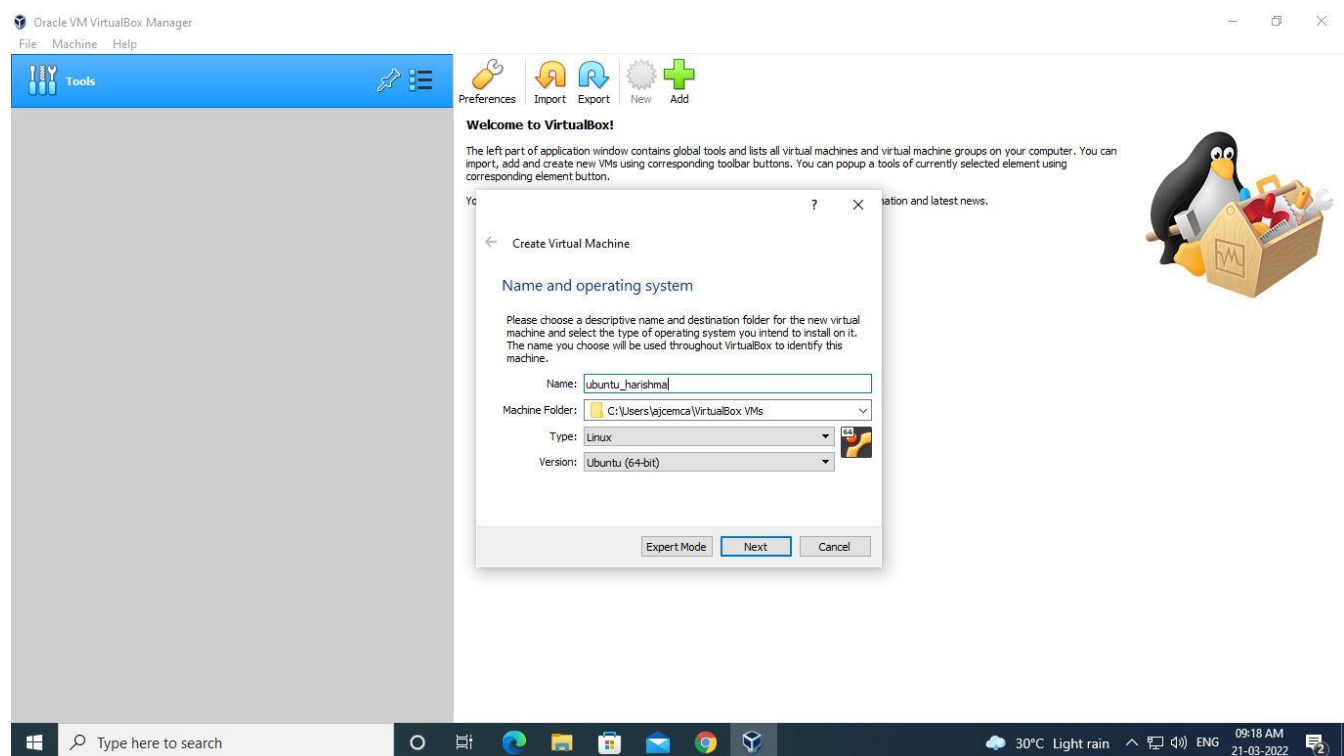 Oracle VM VirtualBox Manager
File Machine Help
Tools
Preferences Import Export New Add
Welcome to VirtualBox!
The left part of application window contains global tools and lists all virtual machines and virtual machine groups on your computer. You can
import, add and create new VMs using corresponding toolbar buttons. You can popup a tools of currently selected element using
corresponding element button.
and latest news.
?
Create Virtual Machine
Name and operating system
Please choose a descriptive name and destination folder for the new virtual
machine and select the type of operating system you intend to install on it.
The name you choose will be used throughout VirtualBox to identify this
machine.
Name: ubuntu_harishma
Machine Folder: C:\Users\ajcemca\VirtualBox VMs
Type: Linux
64
Version: Ubuntu (64-bit)
Expert Mode Next Cancel
Type here to search
30°C Light rain ENG 09:18 AM
21-03-2022
2